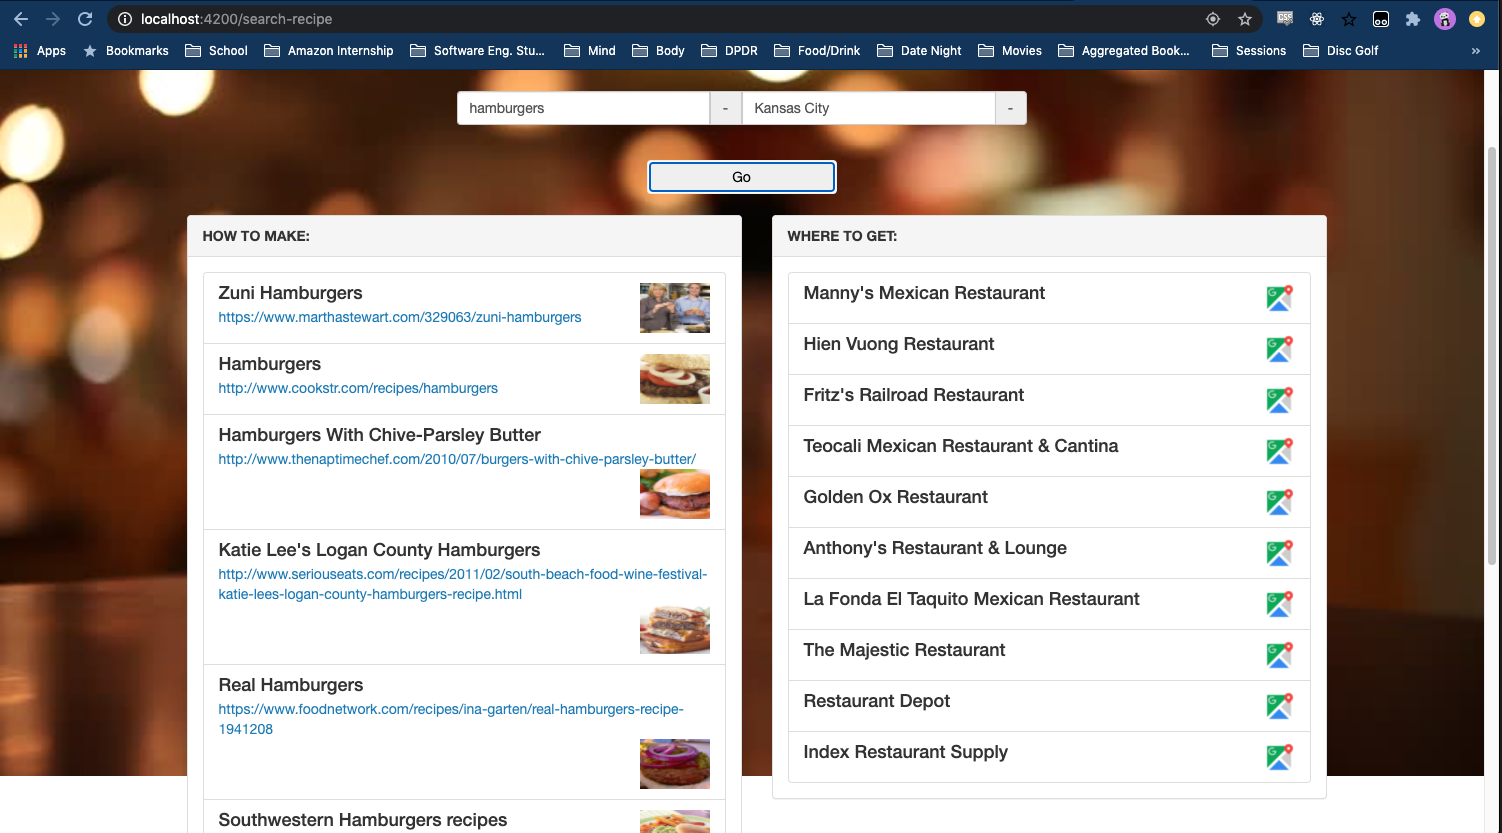 localhost:4200/search-recipe
Apps Bookmarks School Amazon Internship Software Eng. Stu... Mind Body DPDR Food/Drink Date Night Movies Aggregated Book... Sessions Disc Golf »
hamburgers - Kansas City -
Go
HOW TO MAKE:
Zuni Hamburgers
https://www.marthastewart.com/329063/zuni-hamburgers
Hamburgers
http://www.cookstr.com/recipes/hamburgers
Hamburgers With Chive-Parsley Butter
http://www.thenaptimechef.com/2010/07/burgers-with-chive-parsley-butter/
Katie Lee's Logan County Hamburgers
http://www.seriouseats.com/recipes/2011/02/south-beach-food-wine-festival-
katie-lees-logan-county-hamburgers-recipe.html
Real Hamburgers
https://www.foodnetwork.com/recipes/ina-garten/real-hamburgers-recipe-
1941208
Southwestern Hamburgers recipes
WHERE TO GET:
Manny's Mexican Restaurant
Hien Vuong Restaurant
Fritz's Railroad Restaurant
Teocali Mexican Restaurant & Cantina
Golden Ox Restaurant
Anthony's Restaurant & Lounge
La Fonda El Taquito Mexican Restaurant
The Majestic Restaurant
Restaurant Depot
Index Restaurant Supply